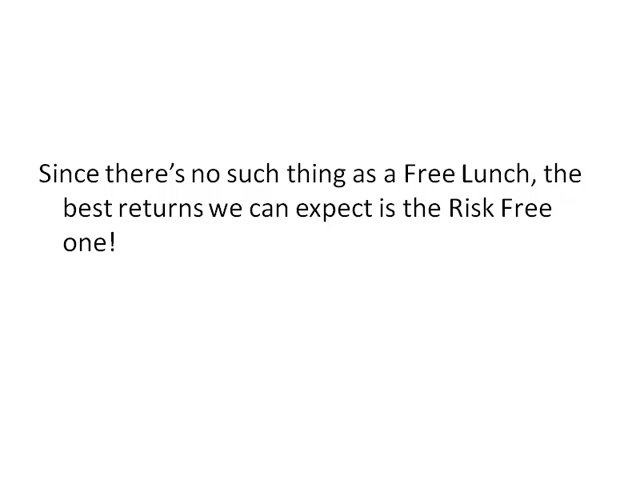 Since there’s no such thing as a Free Lunch, the
best returns we can expect is the Risk Free
one!